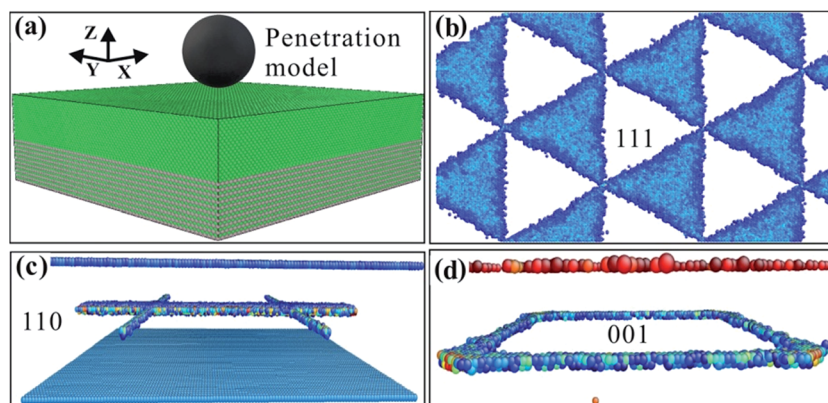 (a)
Z
Y
X
Penetration
model
(b)
111
(c)
110
(d)
001